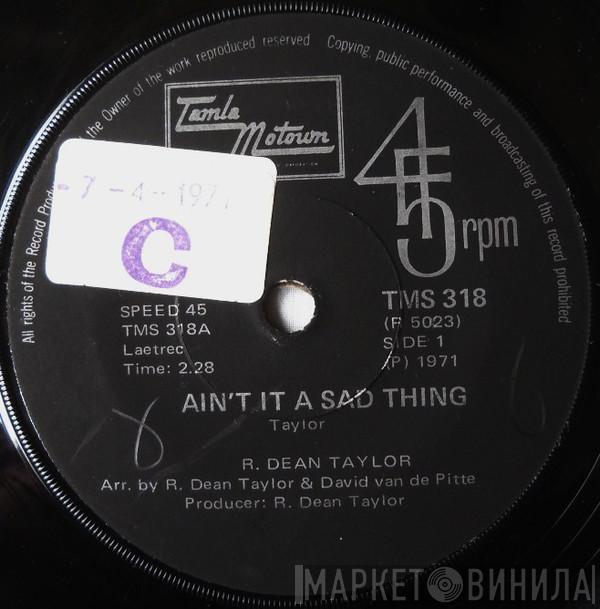 All rights of the Record Produ
the Owner of the work reproduced reserved
Copying, public performance and broadcasting of this record prohibited
Tamla
Motown
45 rpm
-7-4-1971
C
SPEED 45
TMS 318A
Laetrec
Time: 2.28
TMS 318
(R 5023)
SIDE 1
(P) 1971
AIN'T IT A SAD THING
Taylor
R. DEAN TAYLOR
Arr. by R. Dean Taylor & David van de Pitte
Producer: R. Dean Taylor
МАРКЕТ ВИНИЛА